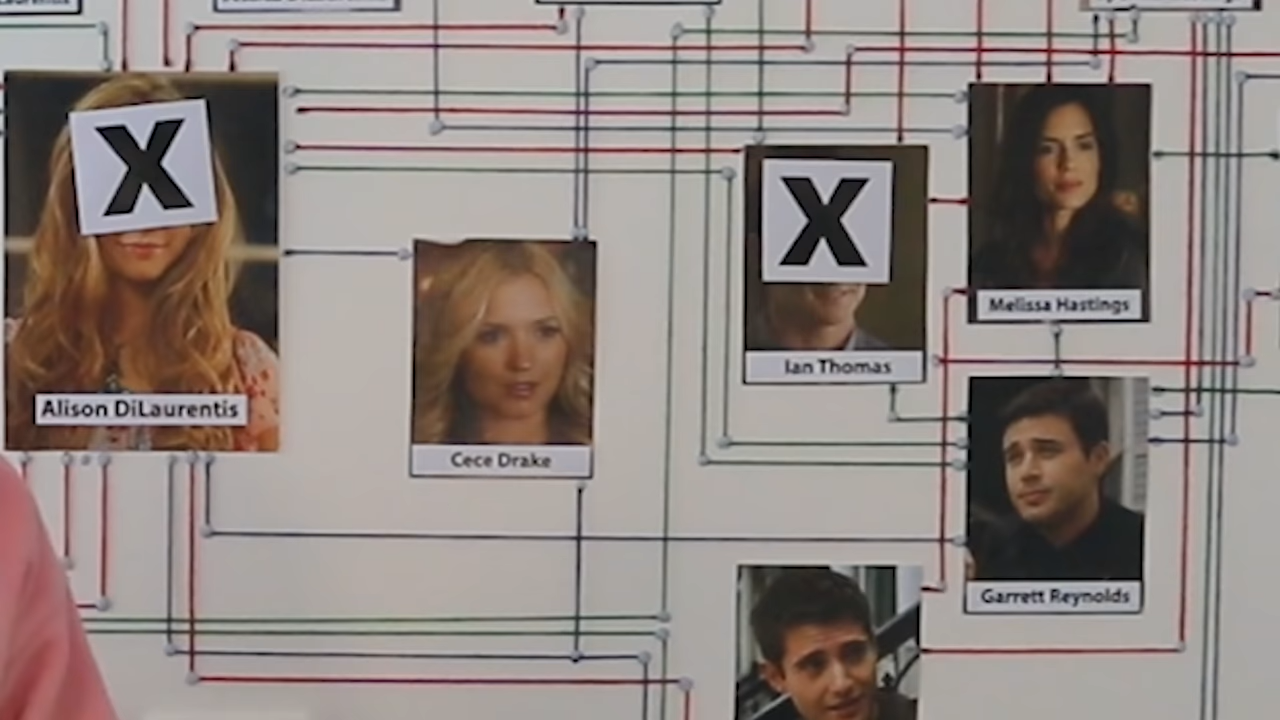 X
X
Melissa Hastings
Ian Thomas
Alison DiLaurentis
Cece Drake
Garrett Reynolds